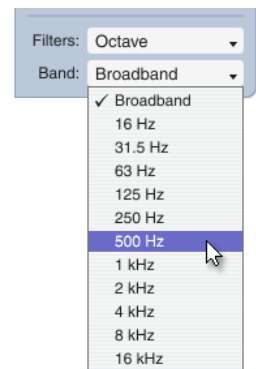 Filters: Octave
Band: Broadband
✓ Broadband
16 Hz
31.5 Hz
63 Hz
125 Hz
250 Hz
500 Hz
1 kHz
2 kHz
4 kHz
8 kHz
16 kHz